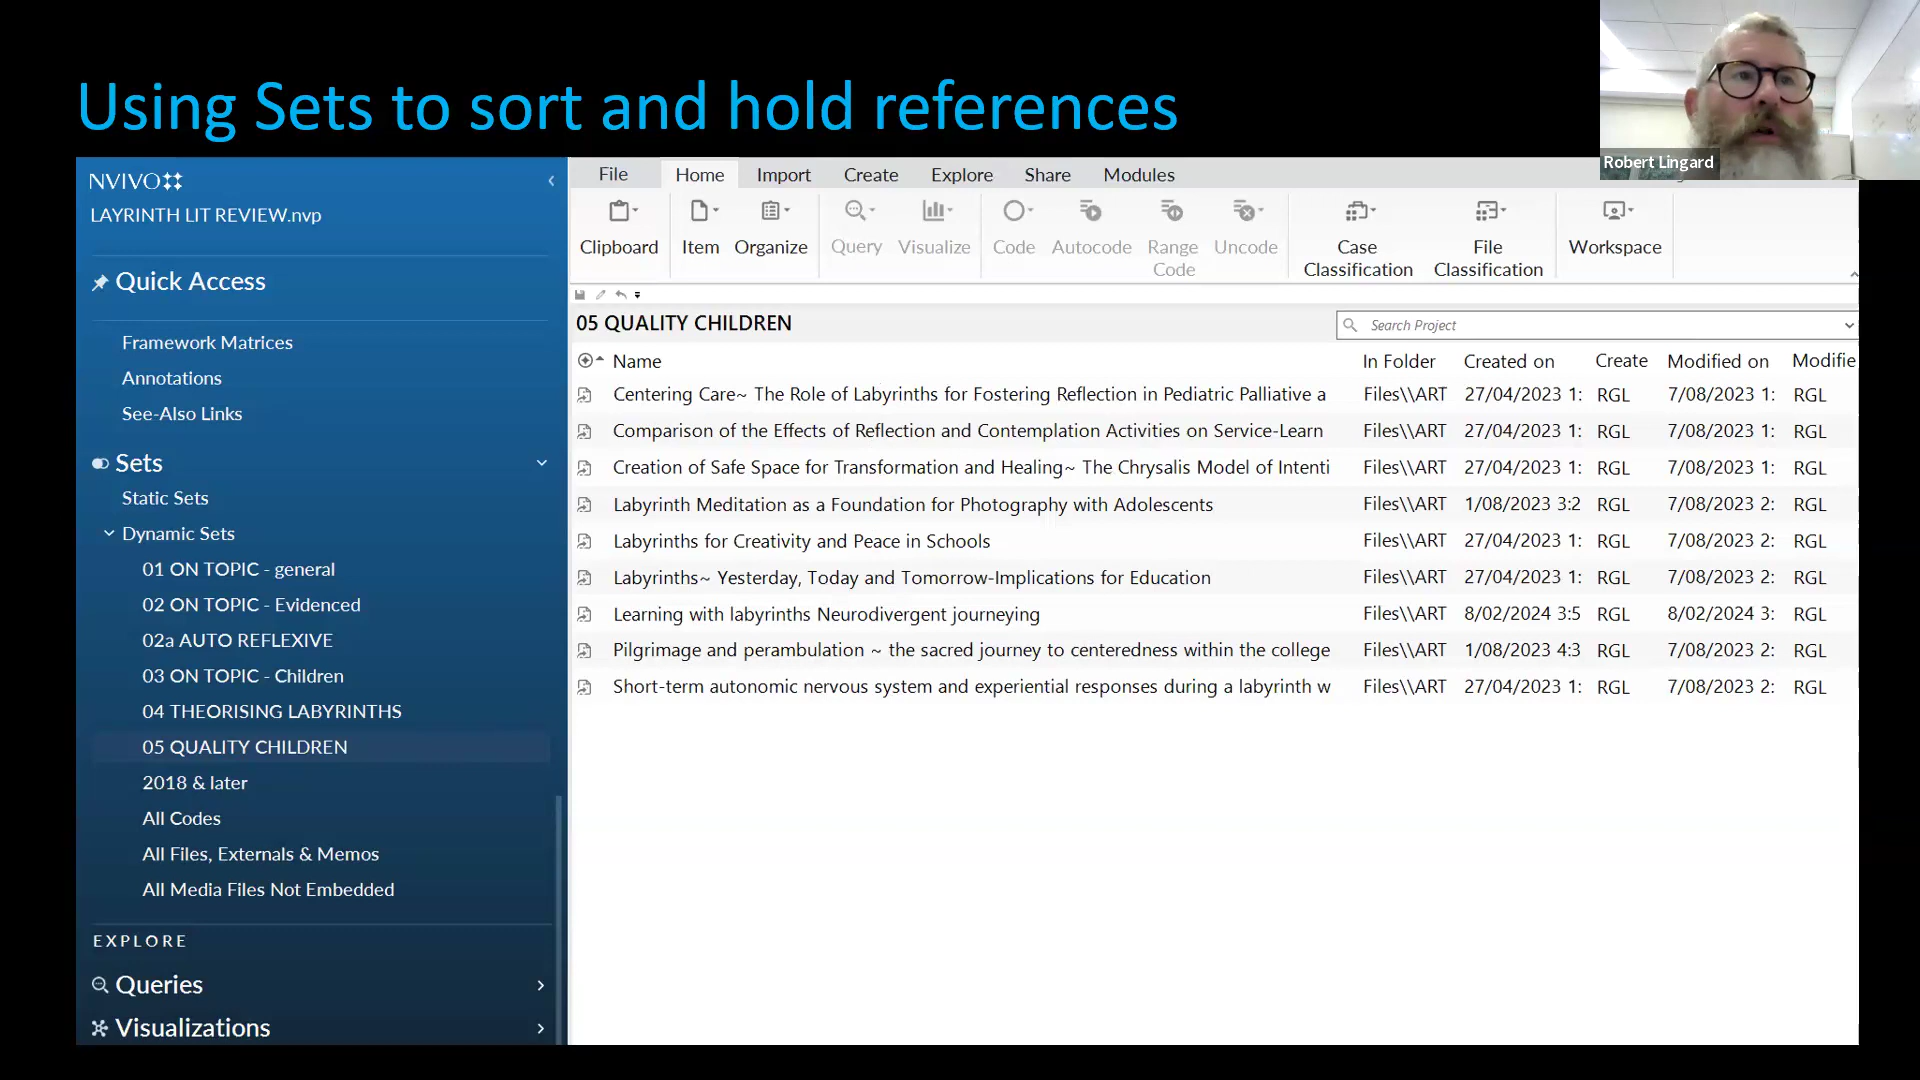 Using Sets to sort and hold references
Robert Lingard
NVIVO
LAYRINTH LIT REVIEW.nvp
Quick Access
Framework Matrices
Annotations
See-Also Links
Sets
Static Sets
Dynamic Sets
01 ON TOPIC - general
02 ON TOPIC - Evidenced
02a AUTO REFLEXIVE
03 ON TOPIC - Children
04 THEORISING LABYRINTHS
05 QUALITY CHILDREN
2018 & later
All Codes
All Files, Externals & Memos
All Media Files Not Embedded
EXPLORE
Queries
Visualizations
File Home Import Create Explore Share Modules
Clipboard Item Organize Query Visualize Code Autocode Range Code Uncode Case Classification File Classification Workspace
05 QUALITY CHILDREN
Search Project
Name In Folder Created on Create Modified on Modifie
Centering Care~ The Role of Labyrinths for Fostering Reflection in Pediatric Palliative a Files\\ART 27/04/2023 1: RGL 7/08/2023 1: RGL
Comparison of the Effects of Reflection and Contemplation Activities on Service-Learn Files\\ART 27/04/2023 1: RGL 7/08/2023 1: RGL
Creation of Safe Space for Transformation and Healing~ The Chrysalis Model of Intenti Files\\ART 27/04/2023 1: RGL 7/08/2023 1: RGL
Labyrinth Meditation as a Foundation for Photography with Adolescents Files\\ART 1/08/2023 3:2 RGL 7/08/2023 2: RGL
Labyrinths for Creativity and Peace in Schools Files\\ART 27/04/2023 1: RGL 7/08/2023 2: RGL
Labyrinths~ Yesterday, Today and Tomorrow-Implications for Education Files\\ART 27/04/2023 1: RGL 7/08/2023 2: RGL
Learning with labyrinths Neurodivergent journeying Files\\ART 8/02/2024 3:5 RGL 8/02/2024 3: RGL
Pilgrimage and perambulation ~ the sacred journey to centeredness within the college Files\\ART 1/08/2023 4:3 RGL 7/08/2023 2: RGL
Short-term autonomic nervous system and experiential responses during a labyrinth w Files\\ART 27/04/2023 1: RGL 7/08/2023 2: RGL